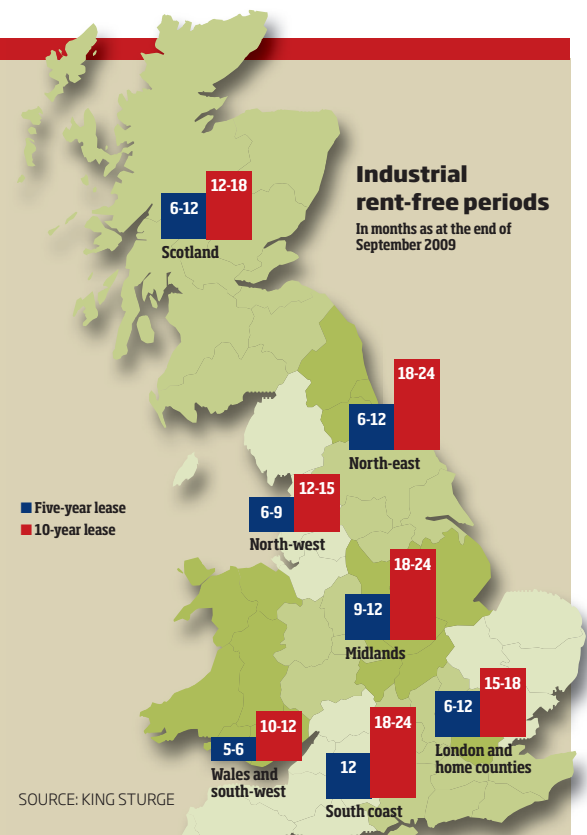 Industrial
rent-free periods
In months as at the end of
September 2009
12-18
6-12
Scotland
18-24
6-12
North-east
Five-year lease
10-year lease
12-15
6-9
North-west
18-24
9-12
Midlands
15-18
6-12
London and
home counties
10-12
5-6
Wales and
south-west
18-24
12
South coast
SOURCE: KING STURGE